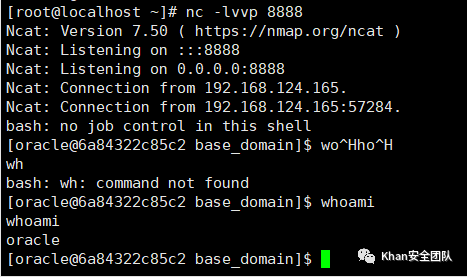 [root@localhost ~]# nc -lvvp 8888
Ncat: Version 7.50 ( https://nmap.org/ncat )
Ncat: Listening on :::8888
Ncat: Listening on 0.0.0.0:8888
Ncat: Connection from 192.168.124.165.
Ncat: Connection from 192.168.124.165:57284.
bash: no job control in this shell
[oracle@6a84322c85c2 base_domain]$ wo^Hho^H
wh
bash: wh: command not found
[oracle@6a84322c85c2 base_domain]$ whoami
whoami
oracle
[oracle@6a84322c85c2 base_domain]$
Khan安全团队